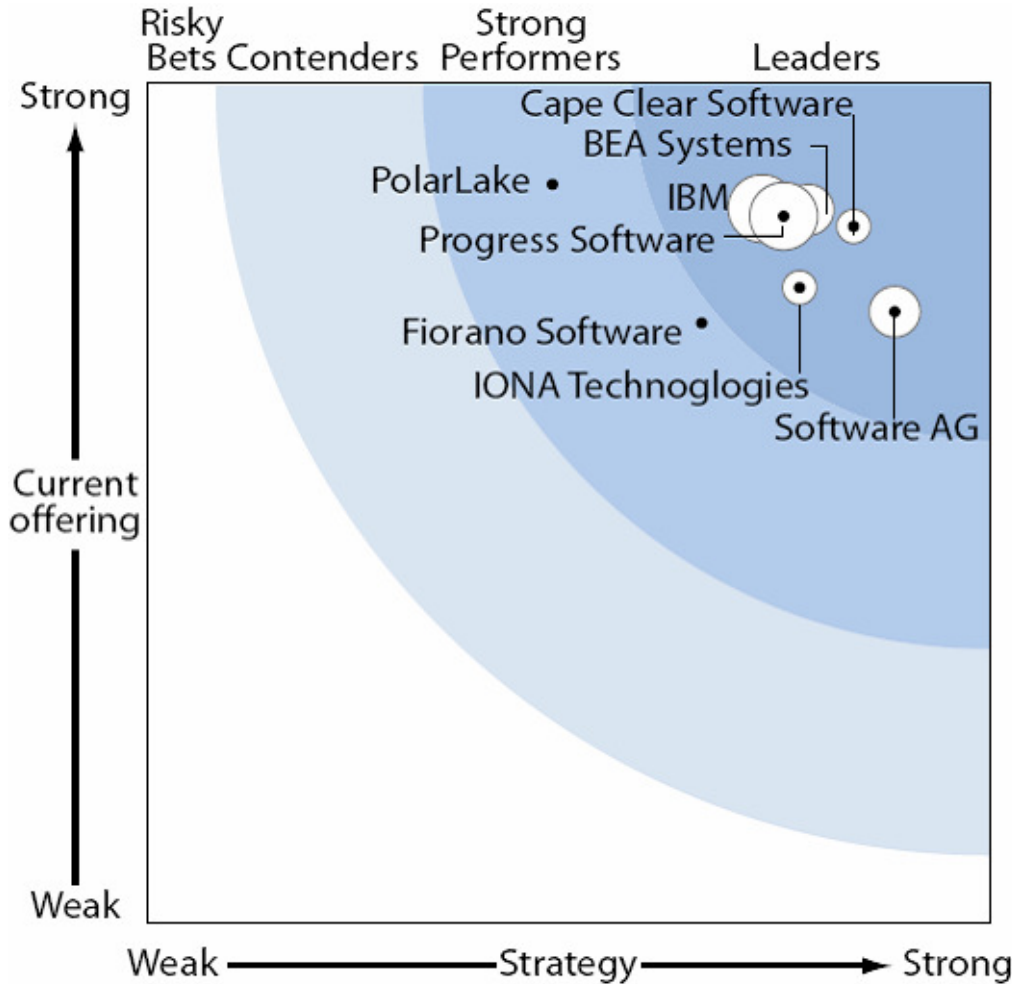 Risky
Bets
Contenders
Strong
Performers
Leaders
Strong
Cape Clear Software
BEA Systems
PolarLake
IBM
Progress Software
Fiorano Software
IONA Technoglogies
Software AG
Current
offering
Weak
Weak
Strategy
Strong